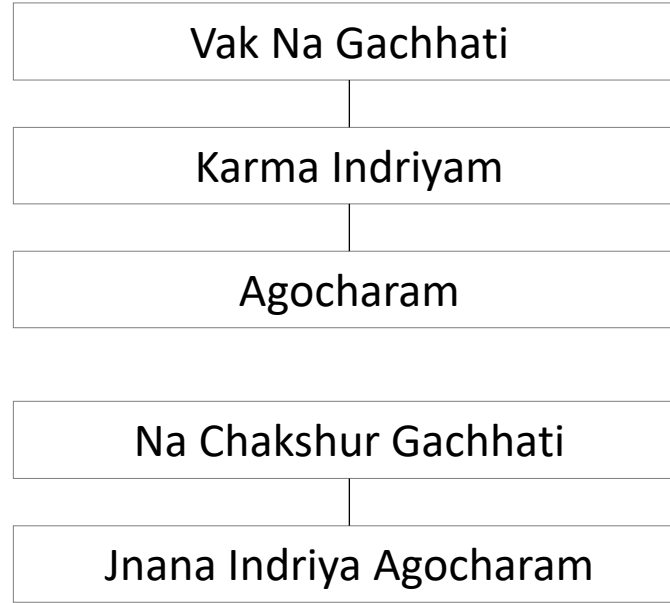 Vak Na Gachhati
Karma Indriyam
Agocharam
Na Chakshur Gachhati
Jnana Indriya Agocharam